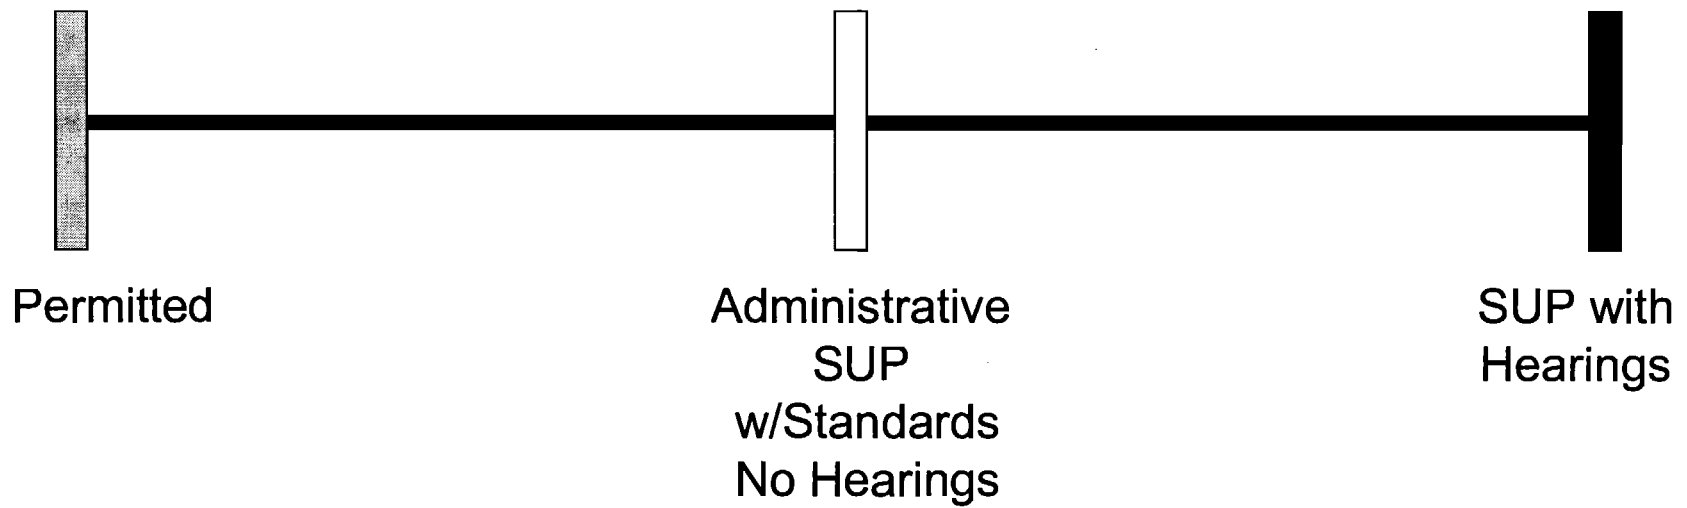 Permitted
Administrative
SUP
w/Standards
No Hearings
SUP with
Hearings